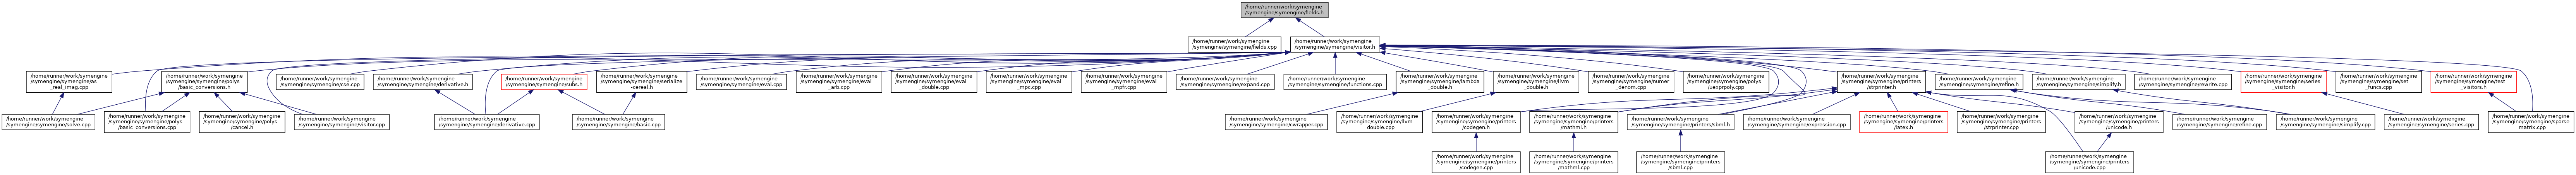 /home/runner/work/symengine
/symengine/symengine/fields.h
/home/runner/work/symengine
/symengine/symengine/fields.cpp
/home/runner/work/symengine
/symengine/symengine/visitor.h
/home/runner/work/symengine
/symengine/symengine/as
_real_imag.cpp
/home/runner/work/symengine
/symengine/symengine/polys
/basic_conversions.h
/home/runner/work/symengine
/symengine/symengine/cse.cpp
/home/runner/work/symengine
/symengine/symengine/derivative.h
/home/runner/work/symengine
/symengine/symengine/subs.h
/home/runner/work/symengine
/symengine/symengine/serialize
-cereal.h
/home/runner/work/symengine
/symengine/symengine/eval.cpp
/home/runner/work/symengine
/symengine/symengine/eval
_arb.cpp
/home/runner/work/symengine
/symengine/symengine/eval
_double.cpp
/home/runner/work/symengine
/symengine/symengine/eval
_mpc.cpp
/home/runner/work/symengine
/symengine/symengine/eval
_mpfr.cpp
/home/runner/work/symengine
/symengine/symengine/expand.cpp
/home/runner/work/symengine
/symengine/symengine/functions.cpp
/home/runner/work/symengine
/symengine/symengine/lambda
_double.h
/home/runner/work/symengine
/symengine/symengine/llvm
_double.h
/home/runner/work/symengine
/symengine/symengine/numer
_denom.cpp
/home/runner/work/symengine
/symengine/symengine/polys
/uexprpoly.cpp
/home/runner/work/symengine
/symengine/symengine/printers
/strprinter.h
/home/runner/work/symengine
/symengine/symengine/refine.h
/home/runner/work/symengine
/symengine/symengine/simplify.h
/home/runner/work/symengine
/symengine/symengine/rewrite.cpp
/home/runner/work/symengine
/symengine/symengine/series
_visitor.h
/home/runner/work/symengine
/symengine/symengine/set
_funcs.cpp
/home/runner/work/symengine
/symengine/symengine/test
_visitors.h
/home/runner/work/symengine
/symengine/symengine/solve.cpp
/home/runner/work/symengine
/symengine/symengine/polys
/basic_conversions.cpp
/home/runner/work/symengine
/symengine/symengine/polys
/cancel.h
/home/runner/work/symengine
/symengine/symengine/visitor.cpp
/home/runner/work/symengine
/symengine/symengine/derivative.cpp
/home/runner/work/symengine
/symengine/symengine/basic.cpp
/home/runner/work/symengine
/symengine/symengine/cwrapper.cpp
/home/runner/work/symengine
/symengine/symengine/llvm
_double.cpp
/home/runner/work/symengine
/symengine/symengine/printers
/codegen.h
/home/runner/work/symengine
/symengine/symengine/printers
/mathml.h
/home/runner/work/symengine
/symengine/symengine/printers/sbml.h
/home/runner/work/symengine
/symengine/symengine/expression.cpp
/home/runner/work/symengine
/symengine/symengine/printers
/latex.h
/home/runner/work/symengine
/symengine/symengine/printers
/strprinter.cpp
/home/runner/work/symengine
/symengine/symengine/printers
/unicode.h
/home/runner/work/symengine
/symengine/symengine/refine.cpp
/home/runner/work/symengine
/symengine/symengine/simplify.cpp
/home/runner/work/symengine
/symengine/symengine/series.cpp
/home/runner/work/symengine
/symengine/symengine/sparse
_matrix.cpp
/home/runner/work/symengine
/symengine/symengine/printers
/codegen.cpp
/home/runner/work/symengine
/symengine/symengine/printers
/mathml.cpp
/home/runner/work/symengine
/symengine/symengine/printers
/sbml.cpp
/home/runner/work/symengine
/symengine/symengine/printers
/unicode.cpp